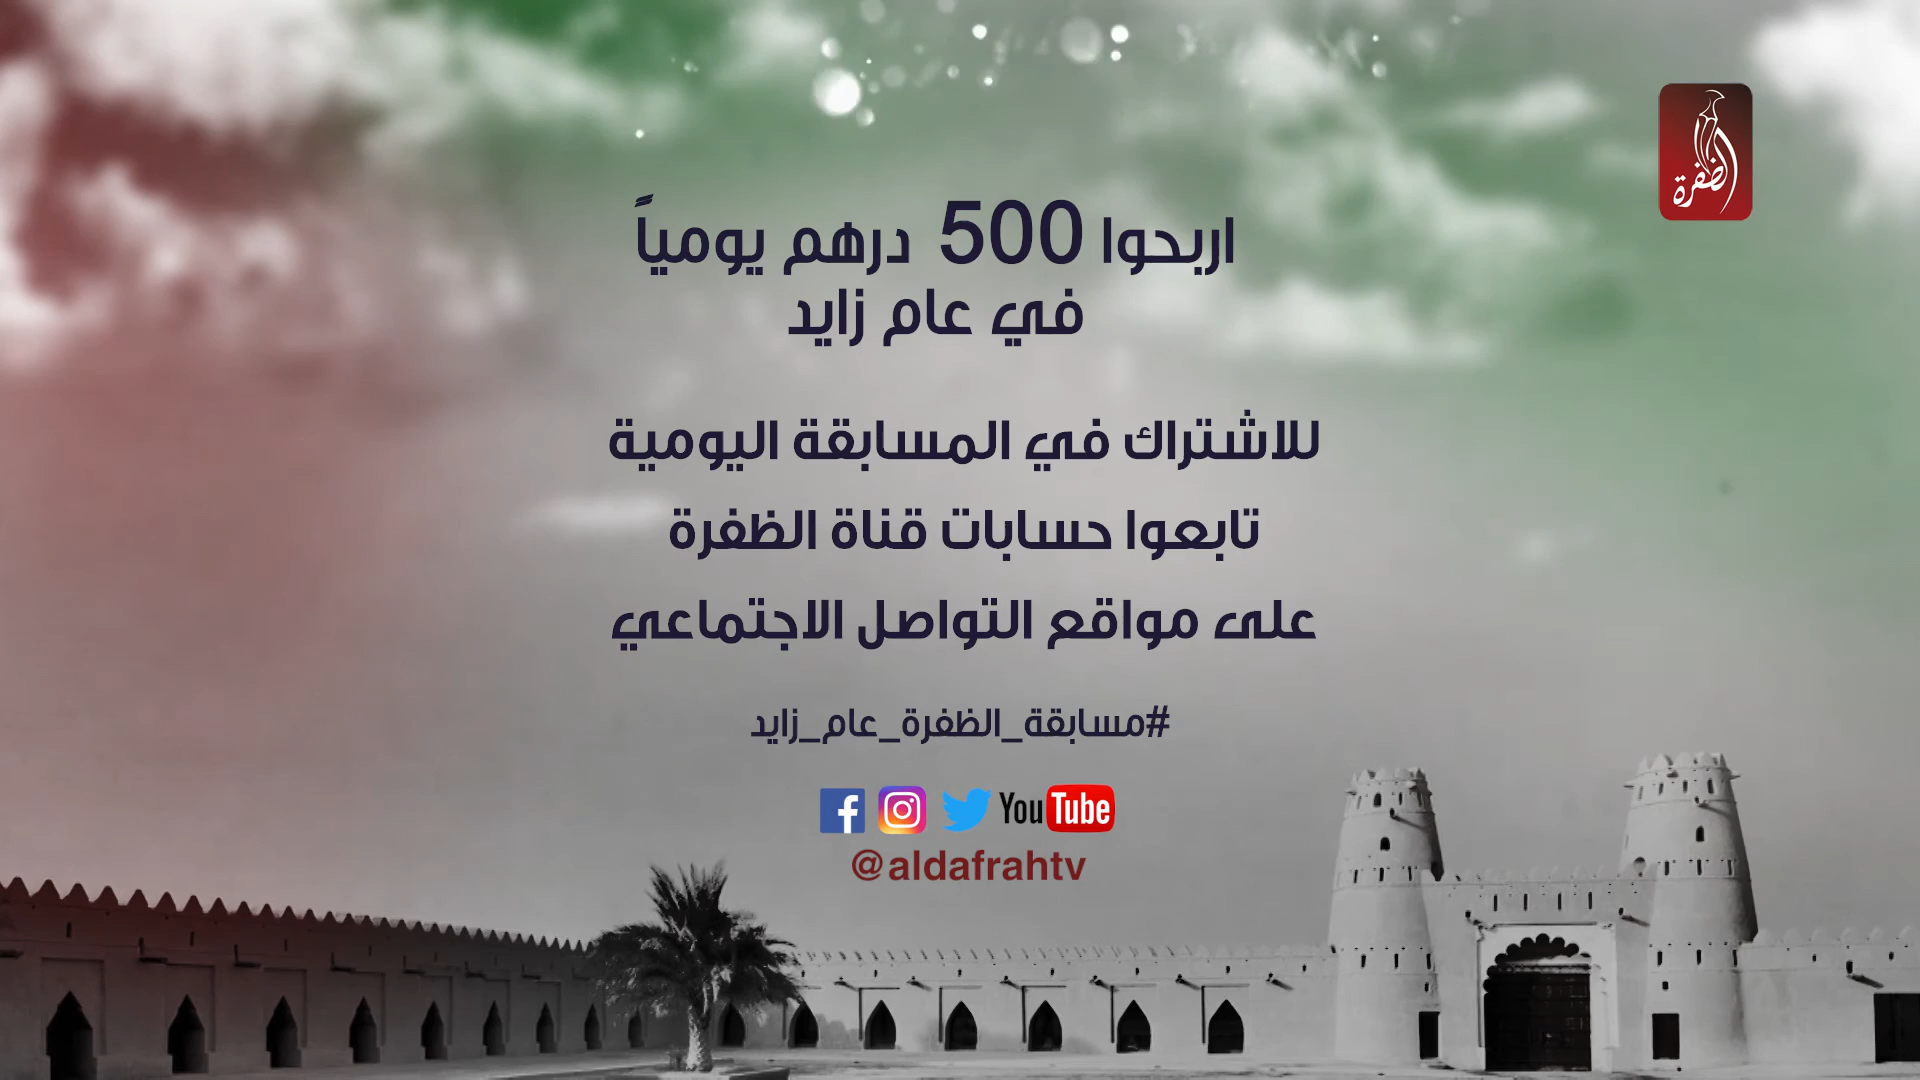 الظفرة
اربحوا 500 درهم يومياً
في عام زايد
للاشتراك في المسابقة اليومية
تابعوا حسابات قناة الظفرة
على مواقع التواصل الاجتماعي
#مسابقة_الظفرة_عام_زايد
f YouTube
@aldafrahtv